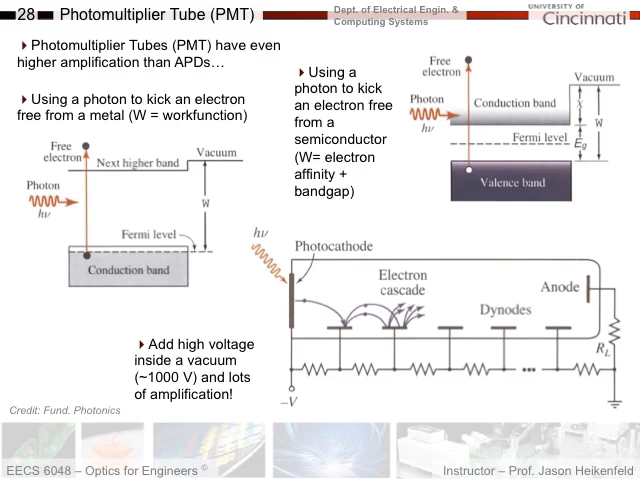 28
Photomultiplier Tube (PMT)
Dept. of Electrical Engin. &
Computing Systems
UNIVERSITY OF
Cincinnati
Photomultiplier Tubes (PMT) have even
higher amplification than APDs…
Using a photon to kick an electron
free from a metal (W = workfunction)
Free
electron
Next higher band
Vacuum
Photon
hν
W
Fermi level
Conduction band
Using a
photon to kick
an electron free
from a
semiconductor
(W= electron
affinity +
bandgap)
Free
electron
Vacuum
Photon
hν
Conduction band
χ
W
Fermi level
Eg
Valence band
hν
Photocathode
Electron
cascade
Dynodes
Anode
RL
–V
Add high voltage
inside a vacuum
(~1000 V) and lots
of amplification!
Credit: Fund. Photonics
EECS 6048 – Optics for Engineers ©
Instructor – Prof. Jason Heikenfeld